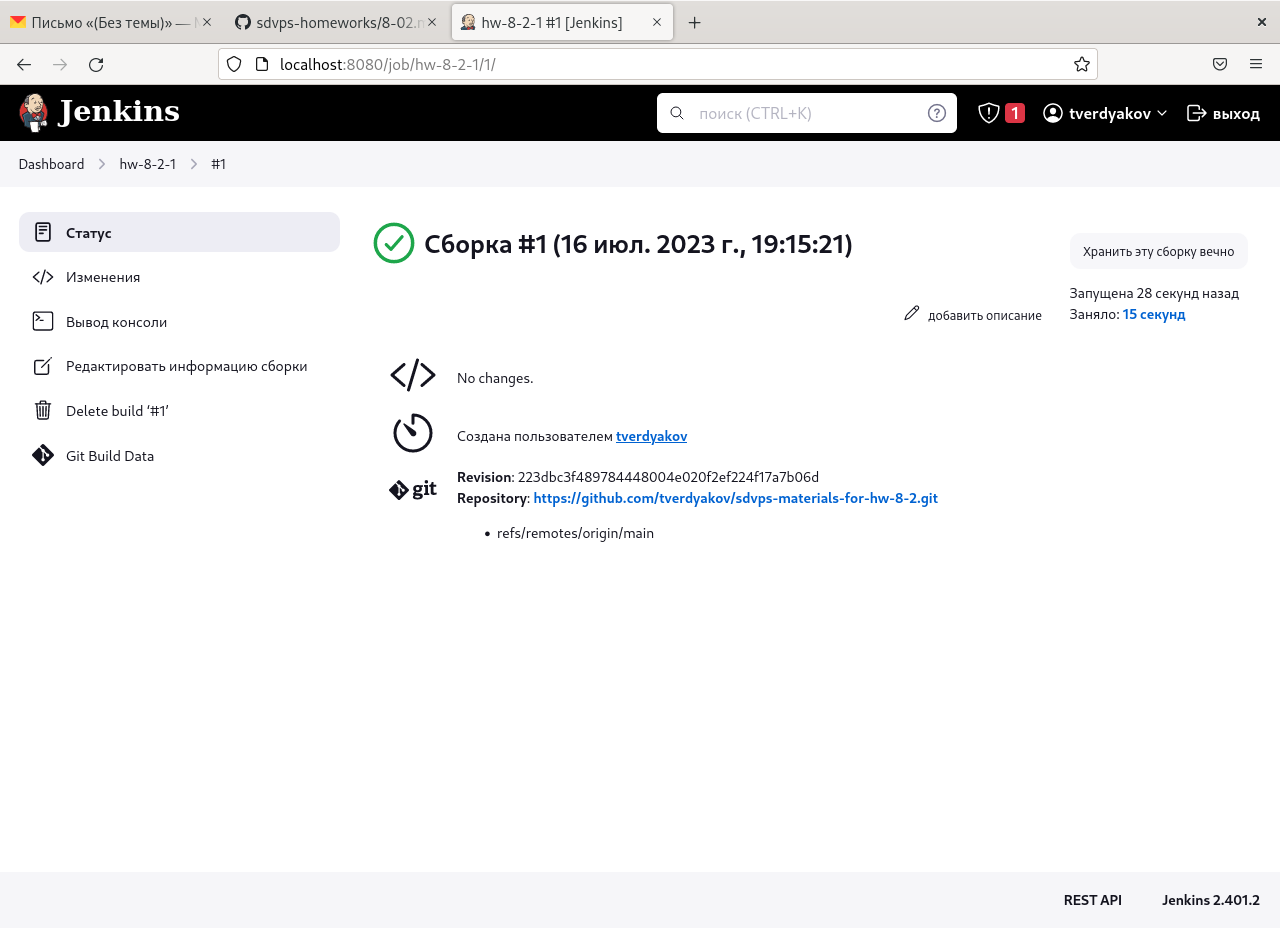 Письмо «(Без темы)» —
sdvps-homeworks/8-02.m
hw-8-2-1 #1 [Jenkins]
localhost:8080/job/hw-8-2-1/1/
Jenkins
поиск (CTRL+K)
1
tverdyakov
выход
Dashboard
hw-8-2-1
#1
Статус
Изменения
Вывод консоли
Редактировать информацию сборки
Delete build ‘#1’
Git Build Data
Сборка #1 (16 июл. 2023 г., 19:15:21)
Хранить эту сборку вечно
Запущена 28 секунд назад
Заняло: 15 секунд
добавить описание
No changes.
Создана пользователем tverdyakov
git
Revision: 223dbc3f489784448004e020f2ef224f17a7b06d
Repository: https://github.com/tverdyakov/sdvps-materials-for-hw-8-2.git
• refs/remotes/origin/main
REST API
Jenkins 2.401.2